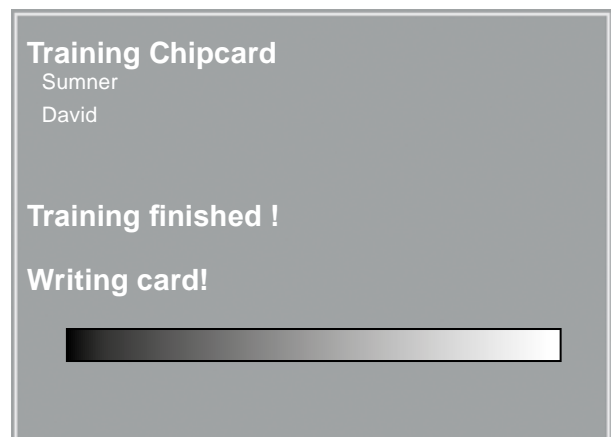 Training Chipcard
Sumner
David
Training finished !
Writing card!